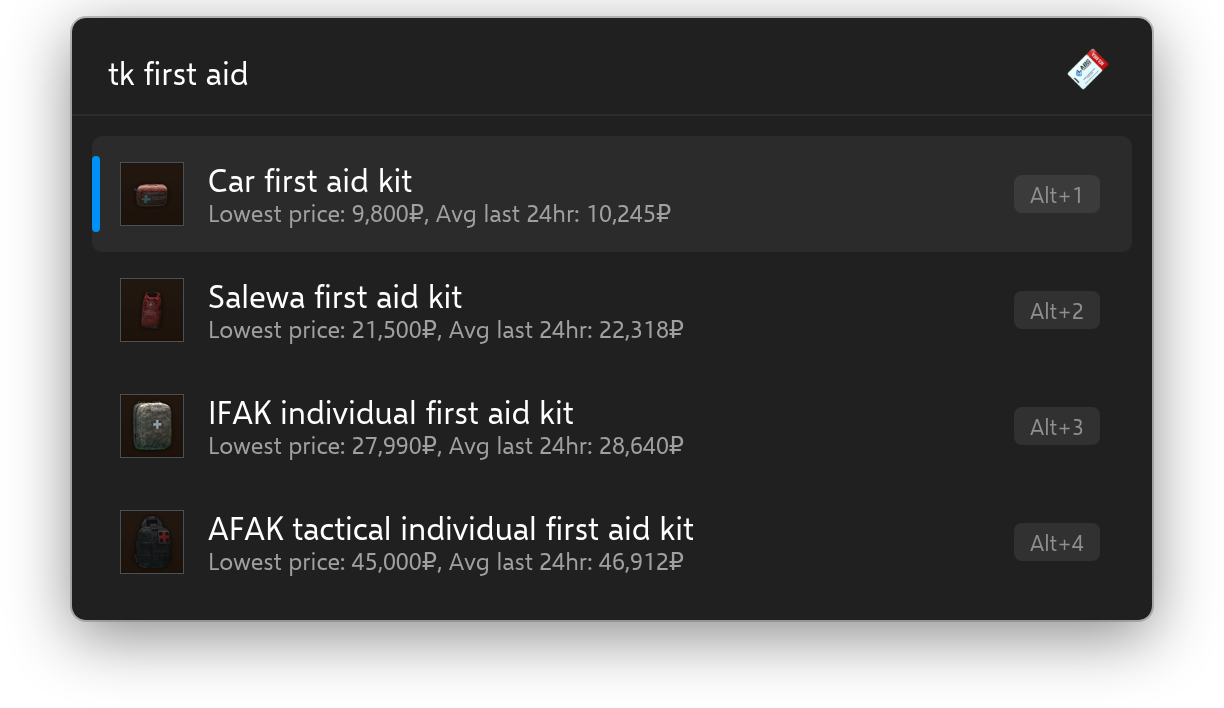 tk first aid
Car first aid kit
Lowest price: 9,800₽, Avg last 24hr: 10,245₽
Alt+1
Salewa first aid kit
Lowest price: 21,500₽, Avg last 24hr: 22,318₽
Alt+2
IFAK individual first aid kit
Lowest price: 27,990₽, Avg last 24hr: 28,640₽
Alt+3
AFAK tactical individual first aid kit
Lowest price: 45,000₽, Avg last 24hr: 46,912₽
Alt+4